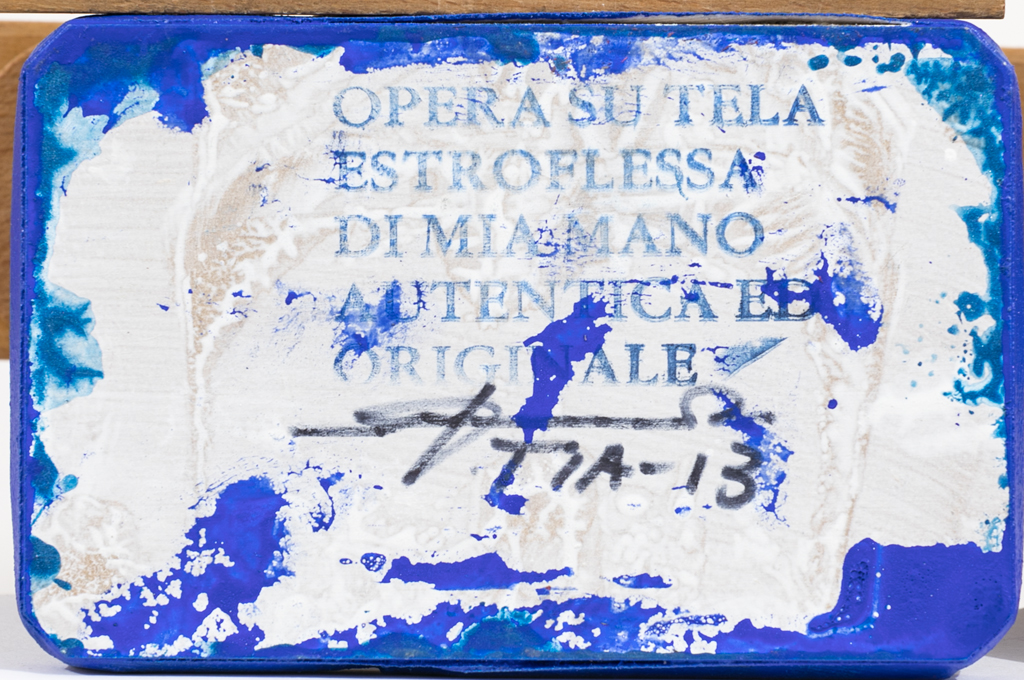 OPERA SU TELA
ESTROFLESSA
DI MIA MANO
AUTENTICA ED
ORIGINALE